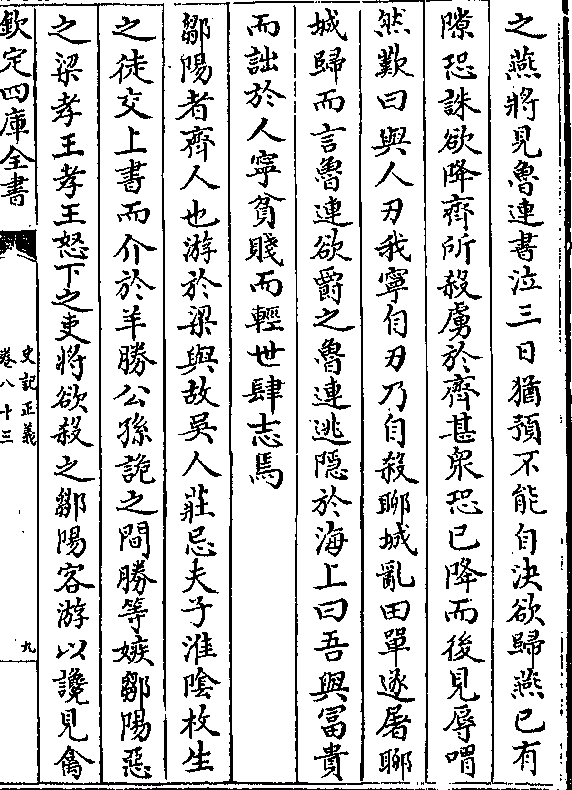 之燕將見魯連書泣三日猶預不能自決欲歸燕已有
隙恐誅欲降齊所殺虜於齊甚衆恐已降而後見辱喟
然歎曰與人刃我寧自刃乃自殺聊城亂田單遂屠聊
城歸而言魯連欲爵之魯連逃隱於海上曰吾與富貴
而詘於人寧貧賤而輕世肆志焉
鄒陽者齊人也游於梁與故吳人莊忌夫子淮隂枚生
之徒交上書而介於羊勝公孫詭之間勝等嫉鄒陽惡
之梁孝王孝王怒下之吏將欲殺之鄒陽客游以讒見禽
欽定四庫全書
史記正義
卷八十三
九